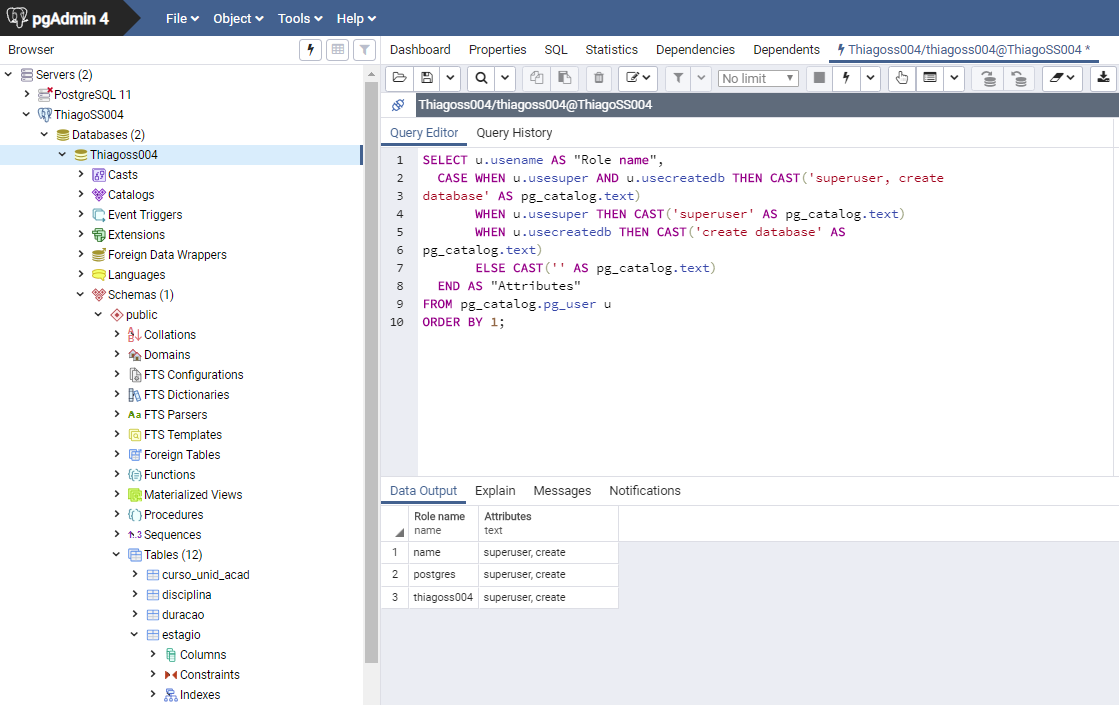 pgAdmin 4
File Object Tools Help
Browser
Dashboard Properties SQL Statistics Dependencies Dependents Thiagoss004/thiagoss004@ThiagoSS004 *
No limit
Thiagoss004/thiagoss004@ThiagoSS004
Servers (2)
PostgreSQL 11
ThiagoSS004
Databases (2)
Thiagoss004
Casts
Catalogs
Event Triggers
Extensions
Foreign Data Wrappers
Languages
Schemas (1)
public
Collations
Domains
FTS Configurations
FTS Dictionaries
Aa FTS Parsers
FTS Templates
Foreign Tables
Functions
Materialized Views
Procedures
1..3 Sequences
Tables (12)
curso_unid_acad
disciplina
duracao
estagio
Columns
Constraints
Indexes
Query Editor Query History
1 SELECT u.usename AS "Role name",
2 CASE WHEN u.usesuper AND u.usecreatedb THEN CAST('superuser, create
3 database' AS pg_catalog.text)
4 WHEN u.usesuper THEN CAST('superuser' AS pg_catalog.text)
5 WHEN u.usecreatedb THEN CAST('create database' AS
6 pg_catalog.text)
7 ELSE CAST('' AS pg_catalog.text)
8 END AS "Attributes"
9 FROM pg_catalog.pg_user u
10 ORDER BY 1;
Data Output Explain Messages Notifications
Role name Attributes
name text
1 name superuser, create
2 postgres superuser, create
3 thiagoss004 superuser, create